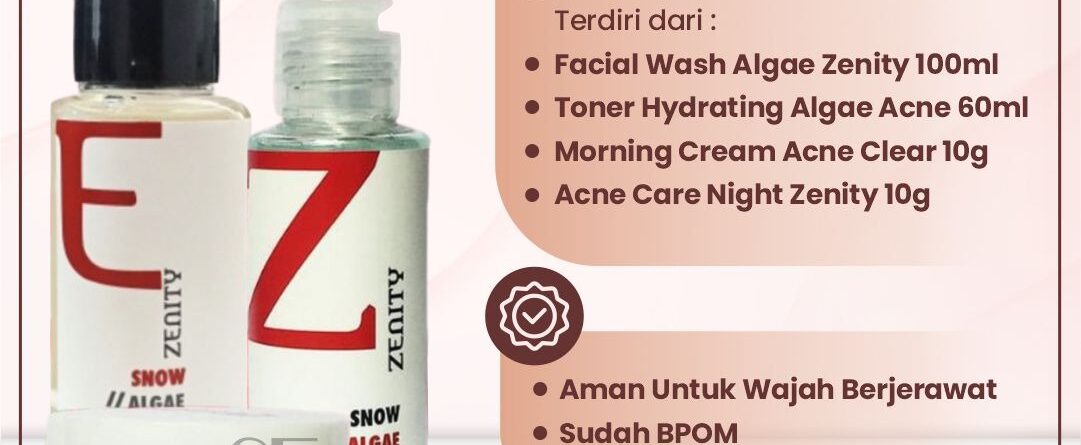 E
ZENITY
SNOW
// ALGAE
Z
ZENITY
SNOW
ALGAE
Terdiri dari :
• Facial Wash Algae Zenity 100ml
• Toner Hydrating Algae Acne 60ml
• Morning Cream Acne Clear 10g
• Acne Care Night Zenity 10g
• Aman Untuk Wajah Berjerawat
• Sudah BPOM